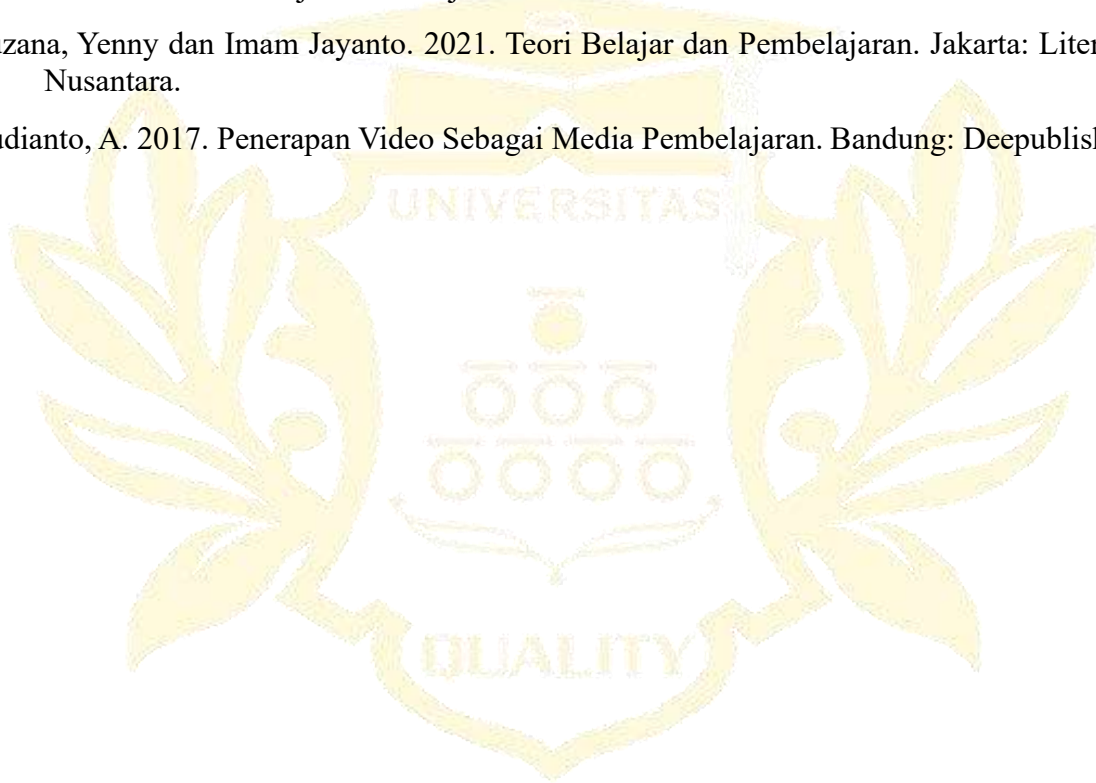 zana, Yenny dan Imam Jayanto. 2021. Teori Belajar dan Pembelajaran. Jakarta: Liter
Nusantara.
udianto, A. 2017. Penerapan Video Sebagai Media Pembelajaran. Bandung: Deepublish
UNIVERSITAS
QUALITY